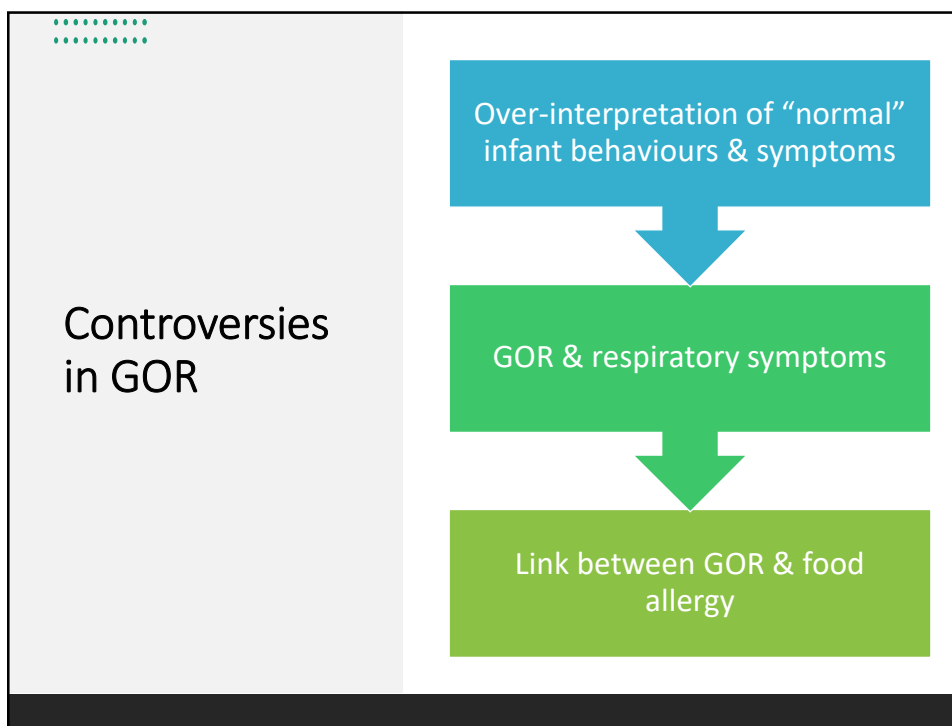 Controversies
in GOR
Over-interpretation of “normal”
infant behaviours & symptoms
GOR & respiratory symptoms
Link between GOR & food
allergy